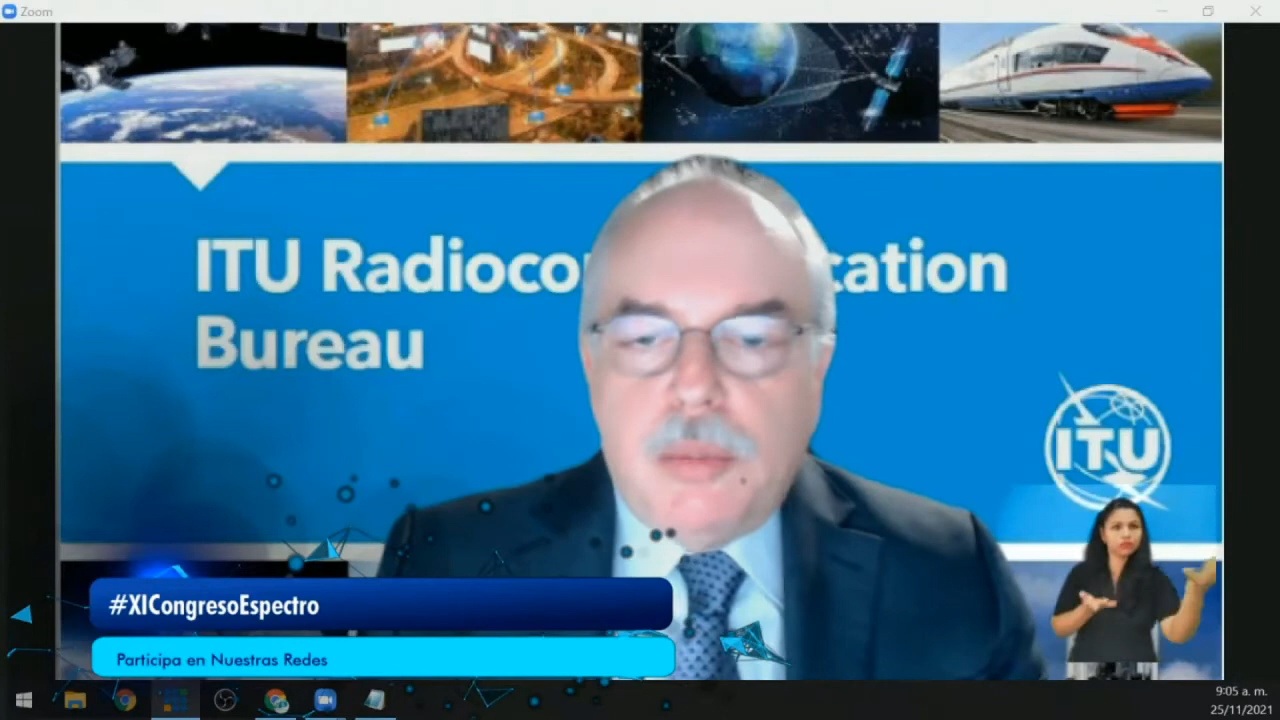 Zoom
ITU Radioco cation
Bureau
ITU
#XICongresoEspectro
Participa en Nuestras Redes
9:05 a. m.
25/11/2021